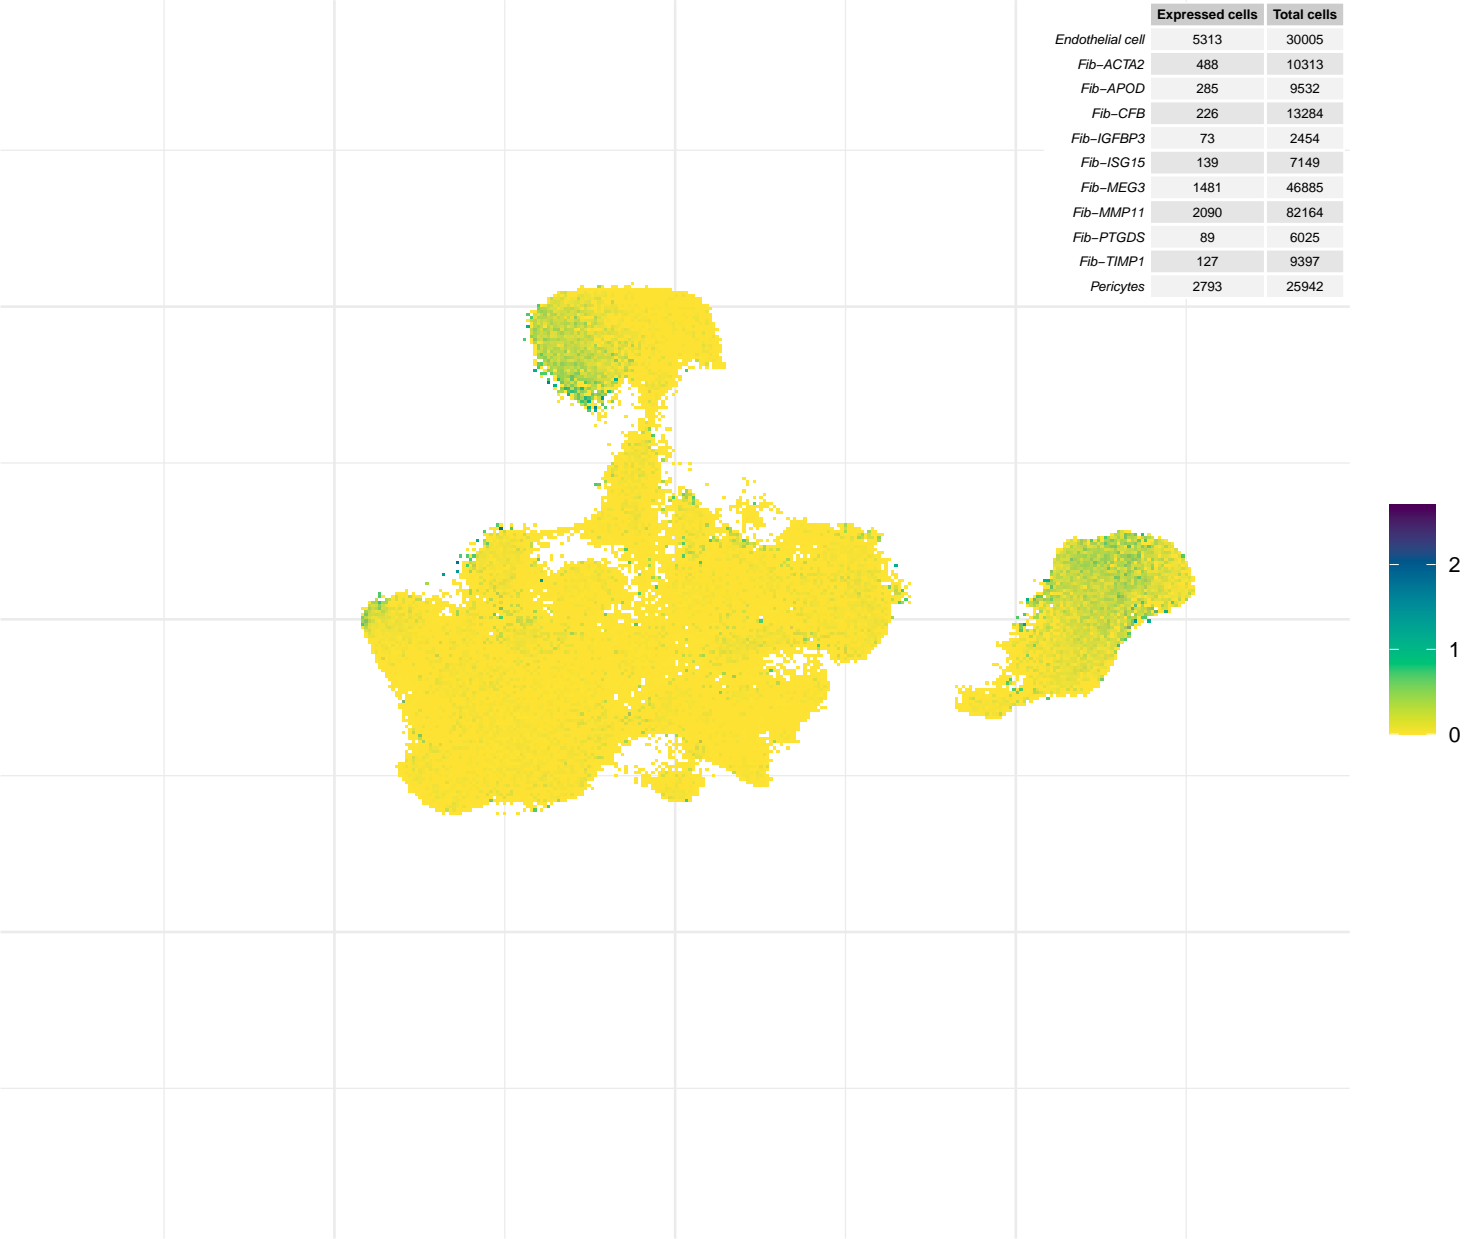 Expressed cells Total cells
Endothelial cell 5313 30005
Fib−ACTA2 488 10313
Fib−APOD 285 9532
Fib−CFB 226 13284
Fib−IGFBP3 73 2454
Fib−ISG15 139 7149
Fib−MEG3 1481 46885
Fib−MMP11 2090 82164
Fib−PTGDS 89 6025
Fib−TIMP1 127 9397
Pericytes 2793 25942
2
1
0